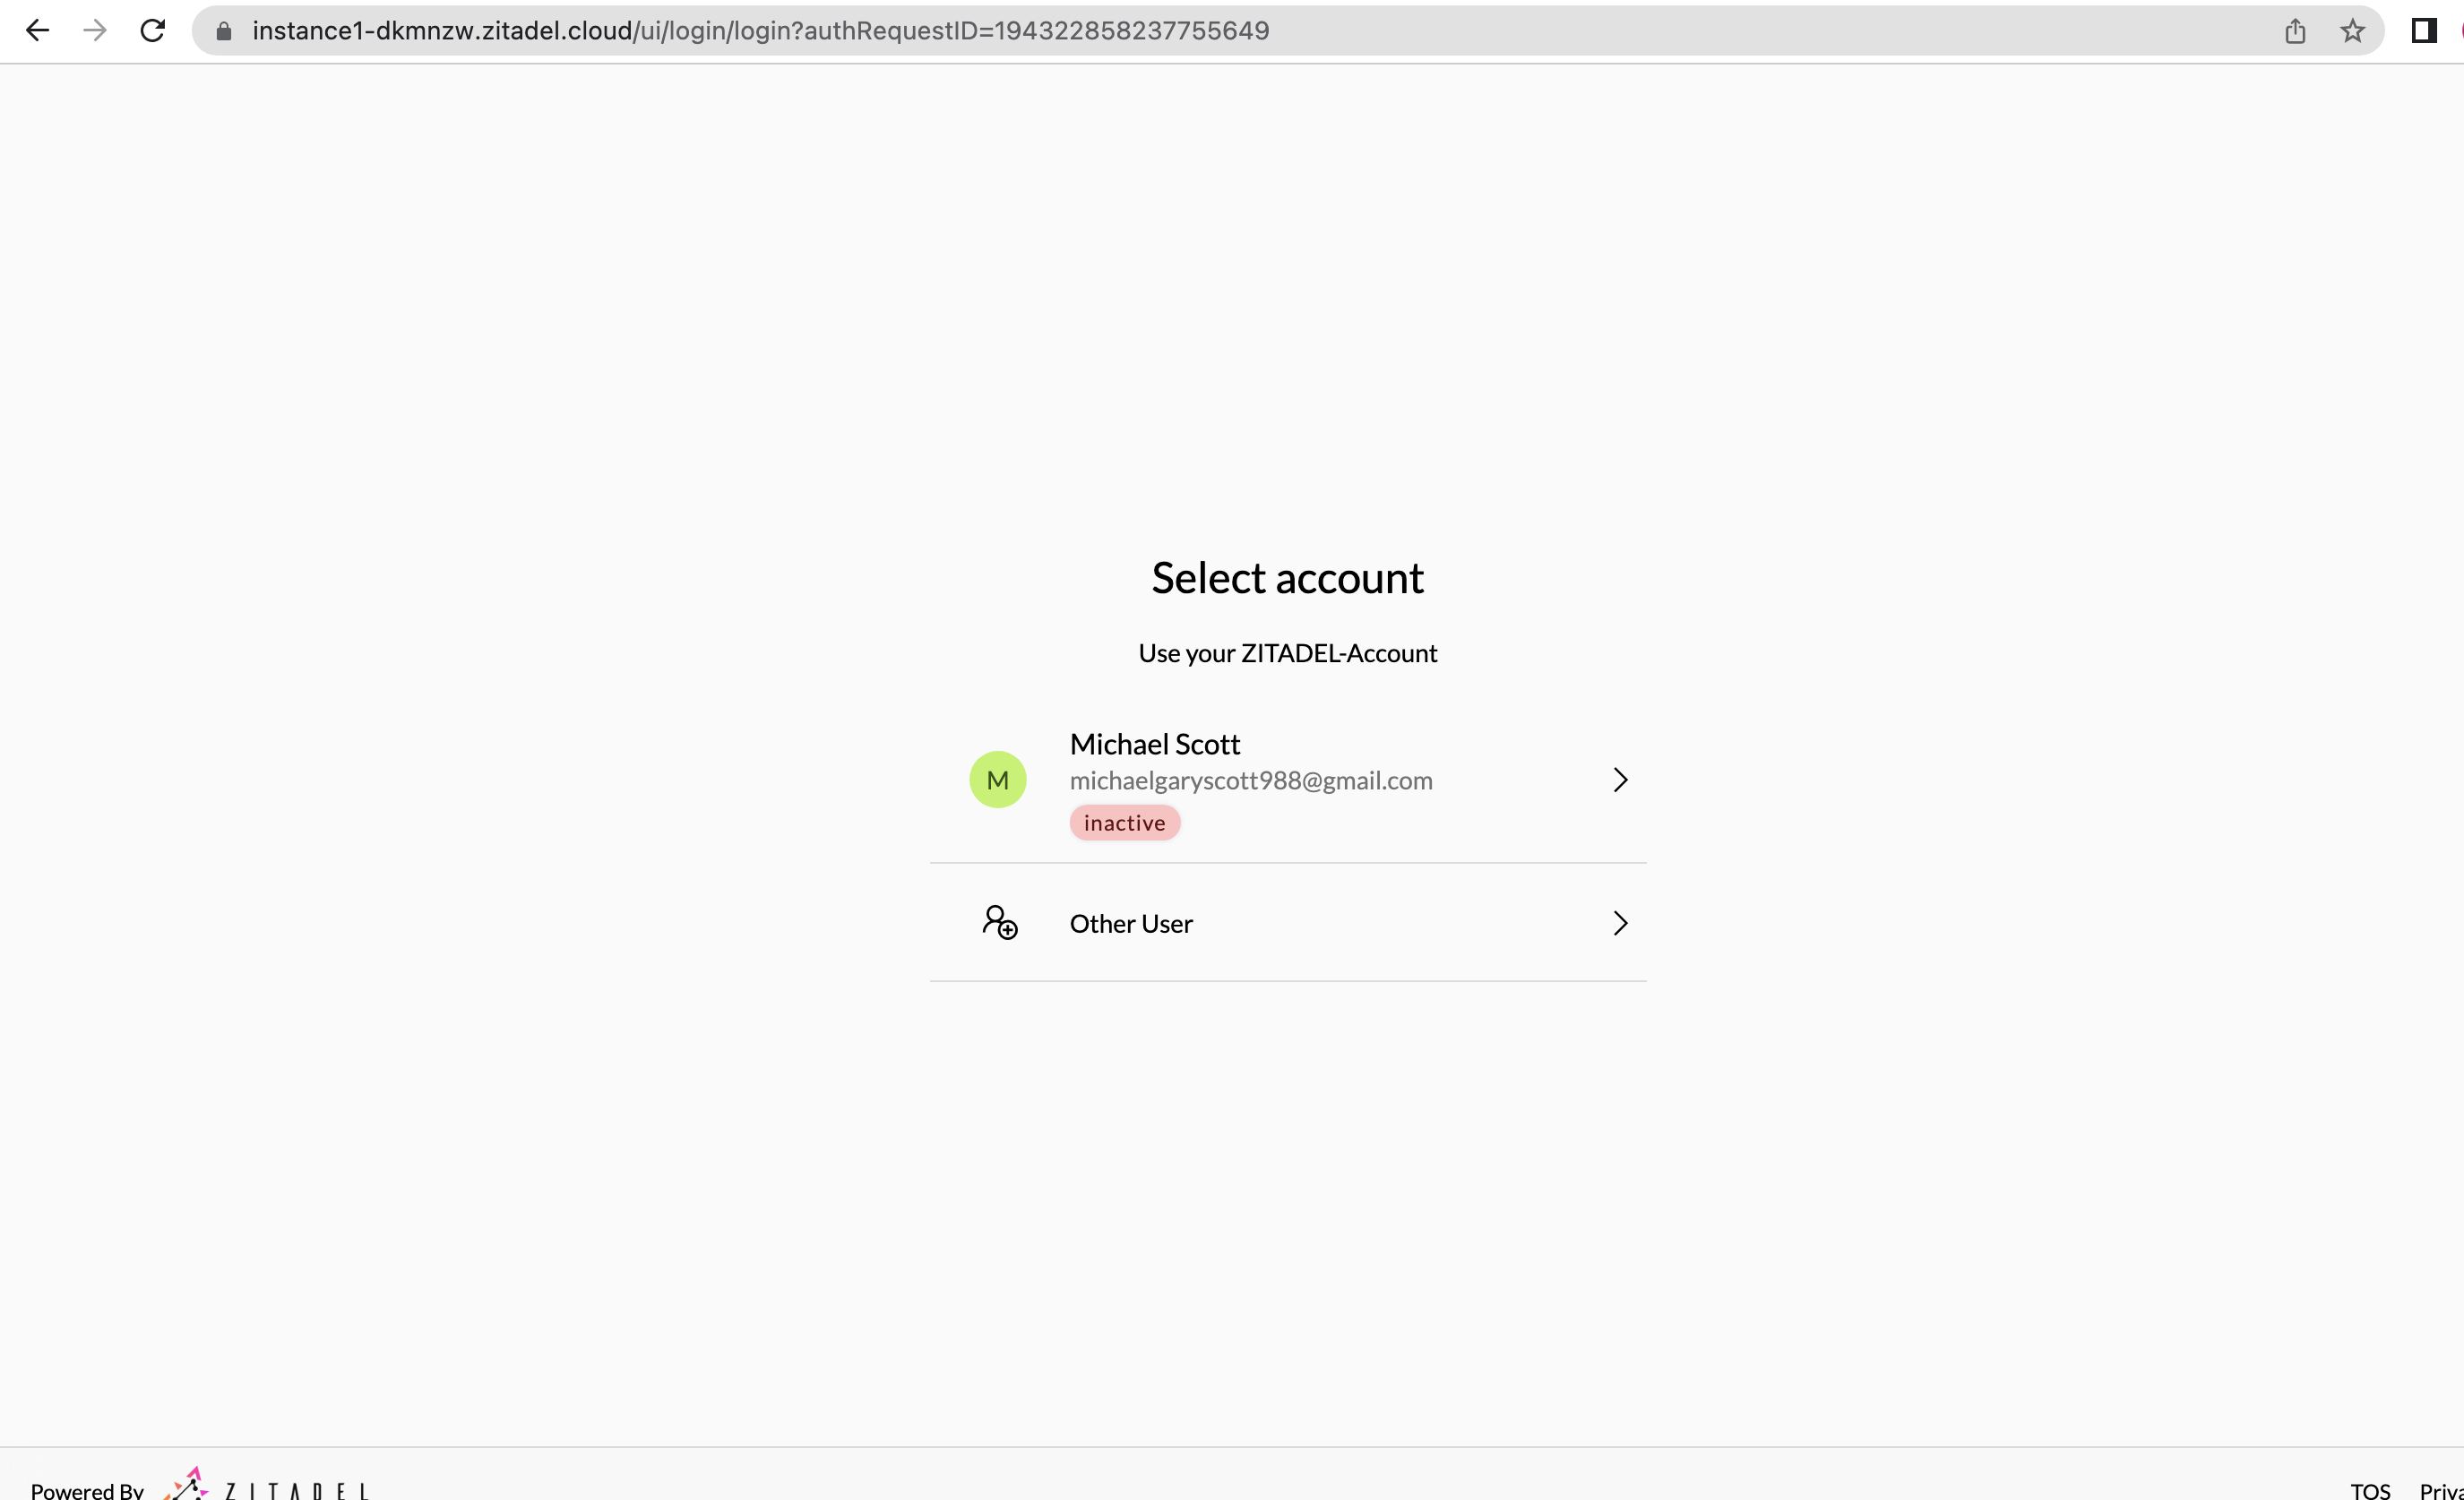 instance1-dkmnzw.zitadel.cloud/ui/login/login?authRequestID=194322858237755649
Select account
Use your ZITADEL-Account
M
Michael Scott
michaelgaryscott988@gmail.com
inactive
Other User
Powered By ZITADEL
TOS